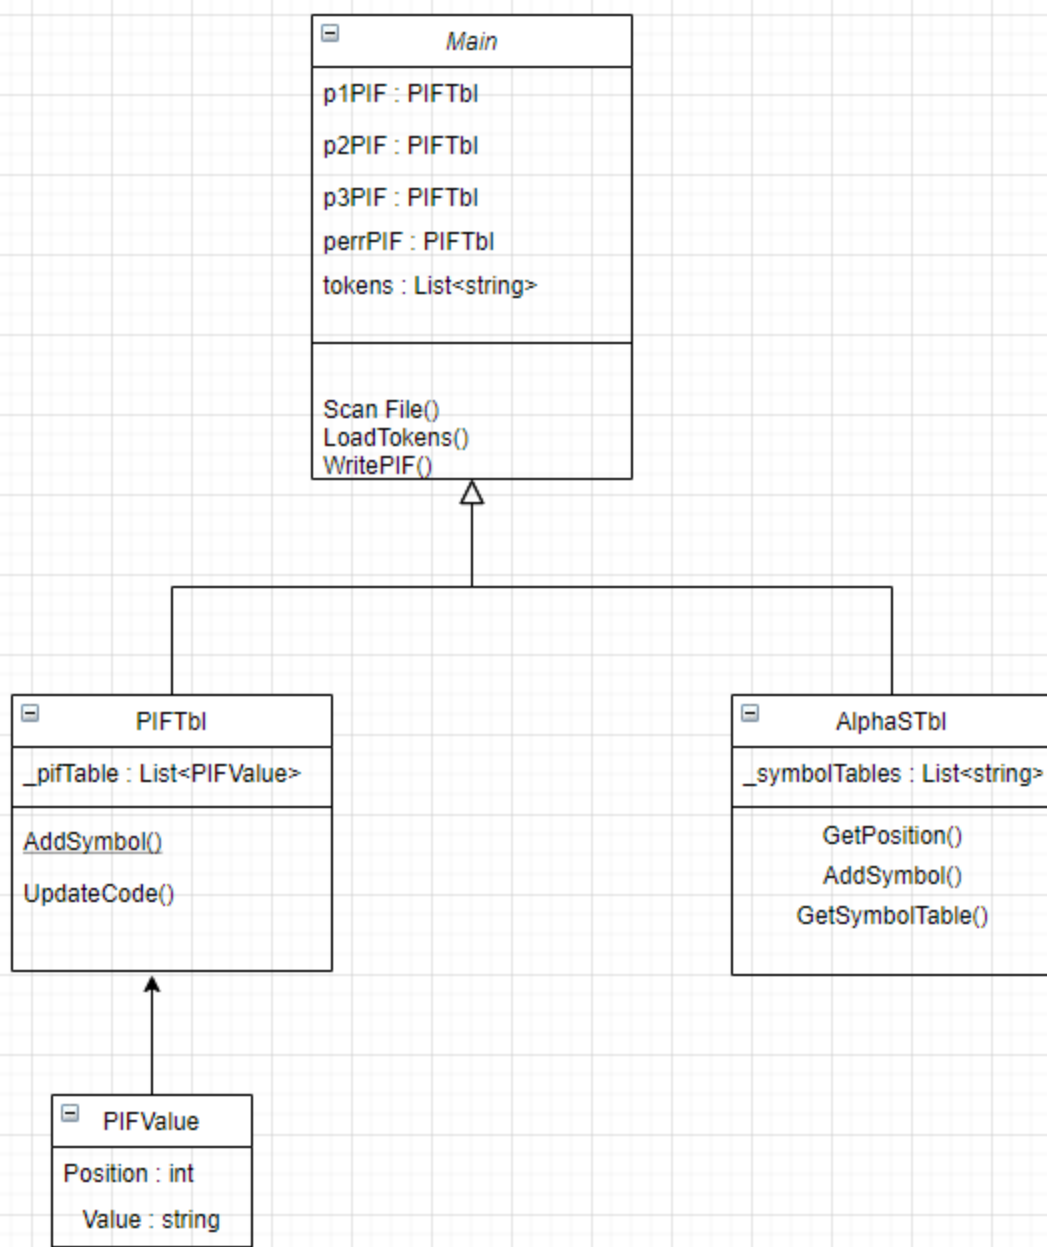 Main
p1PIF : PIFTbl
p2PIF : PIFTbl
p3PIF : PIFTbl
perrPIF : PIFTbl
tokens : List<string>
Scan File()
LoadTokens()
WritePIF()
PIFTbl
_pifTable : List<PIFValue>
AddSymbol()
UpdateCode()
AlphaSTbl
_symbolTables : List<string>
GetPosition()
AddSymbol()
GetSymbolTable()
PIFValue
Position : int
Value : string